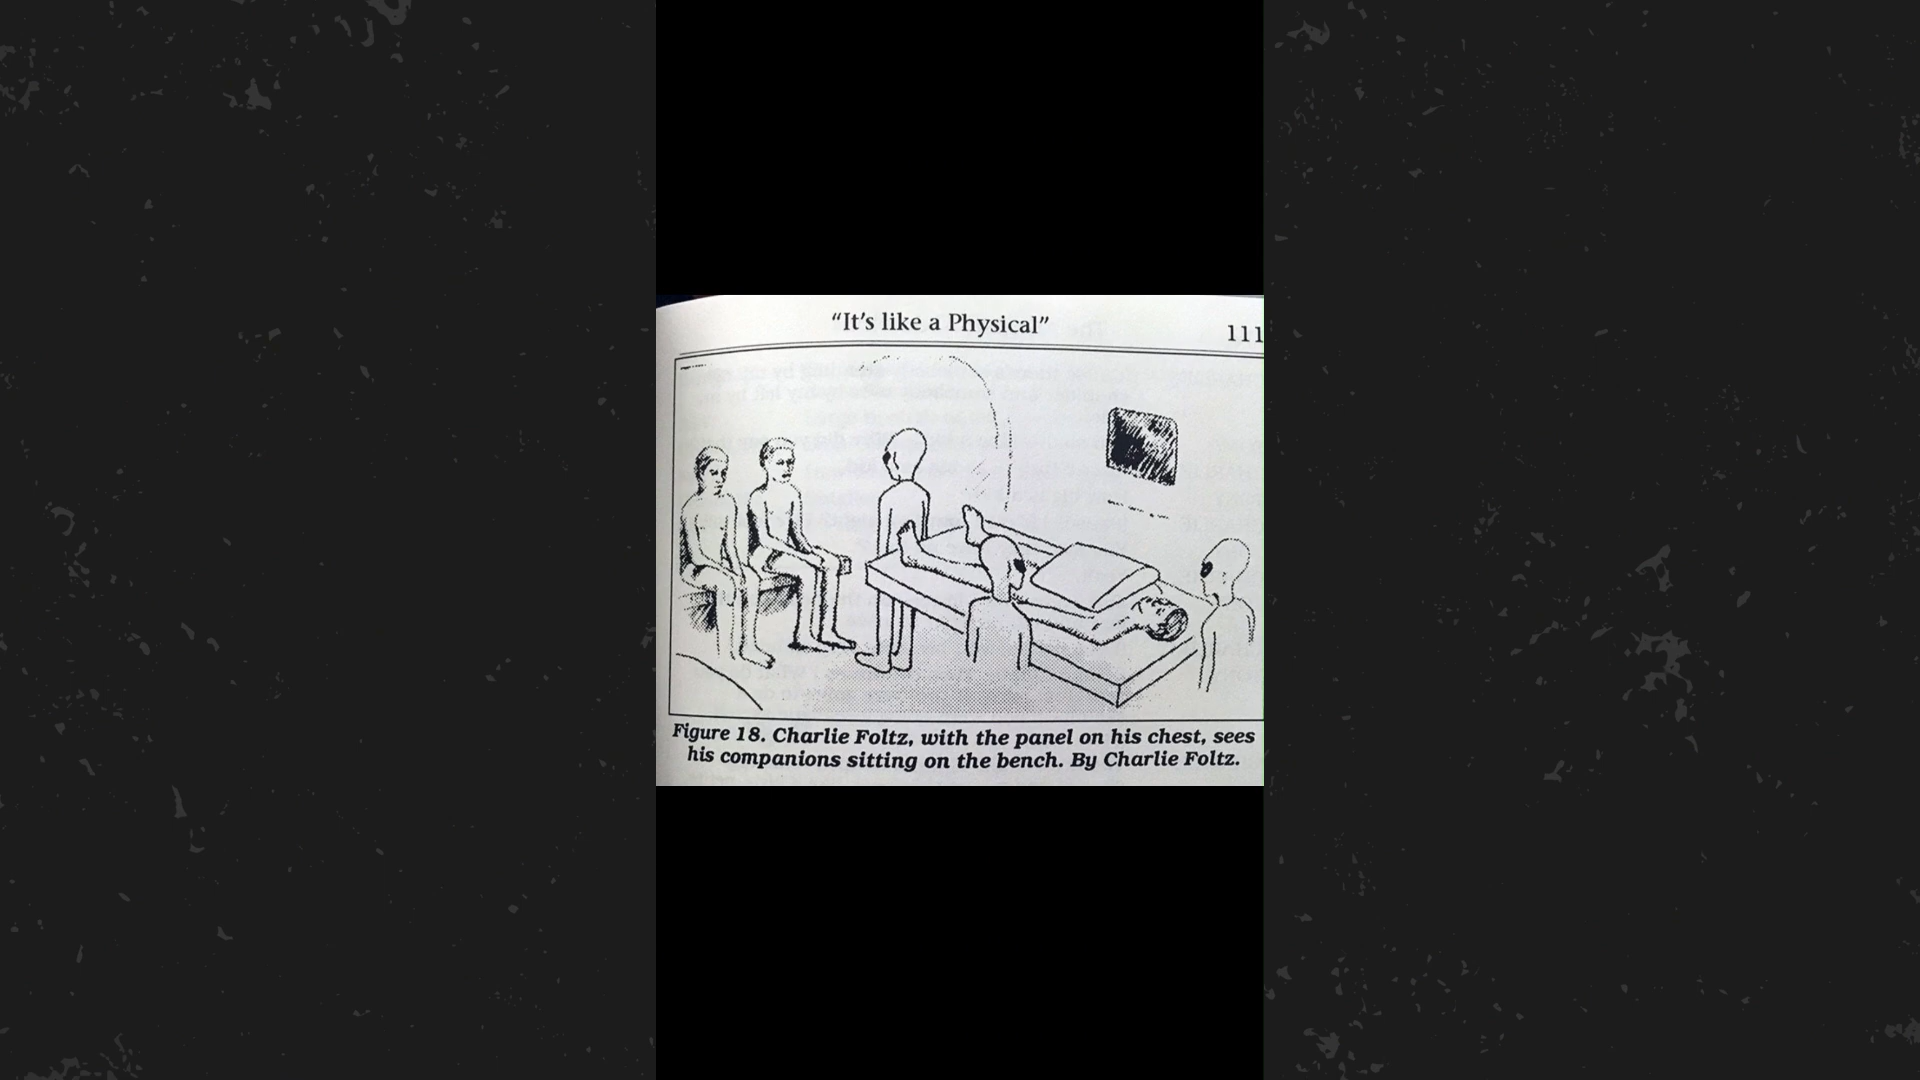 “It’s like a Physical”
111
Figure 18. Charlie Foltz, with the panel on his chest, sees
his companions sitting on the bench. By Charlie Foltz.